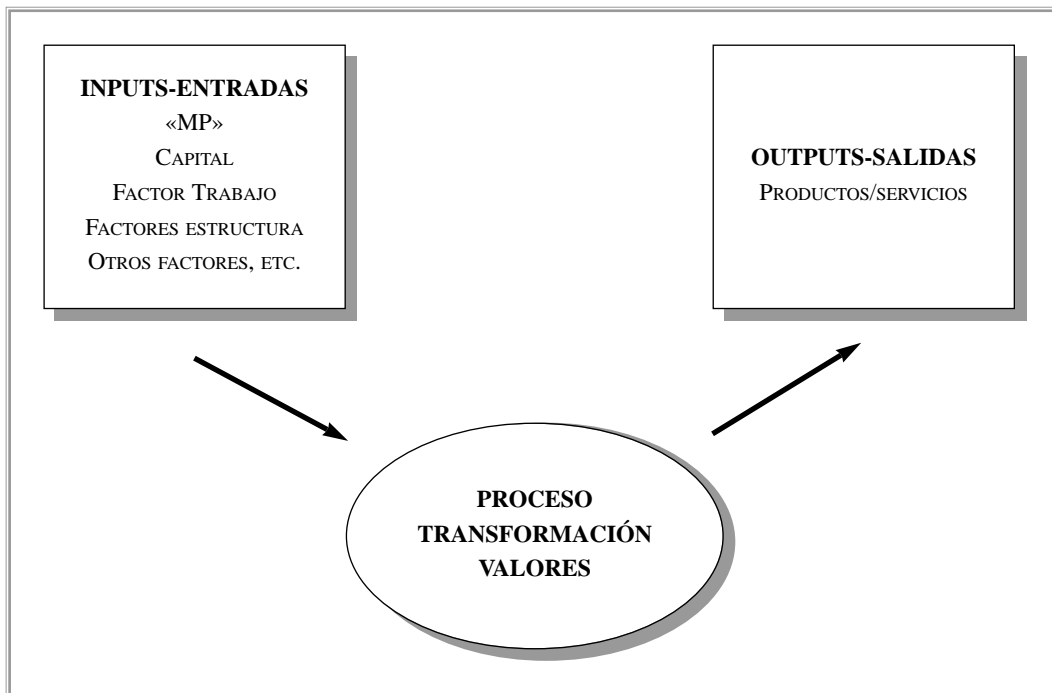 INPUTS-ENTRADAS
«MP»
CAPITAL
FACTOR TRABAJO
FACTORES ESTRUCTURA
OTROS FACTORES, ETC.
OUTPUTS-SALIDAS
PRODUCTOS/SERVICIOS
PROCESO
TRANSFORMACIÓN
VALORES